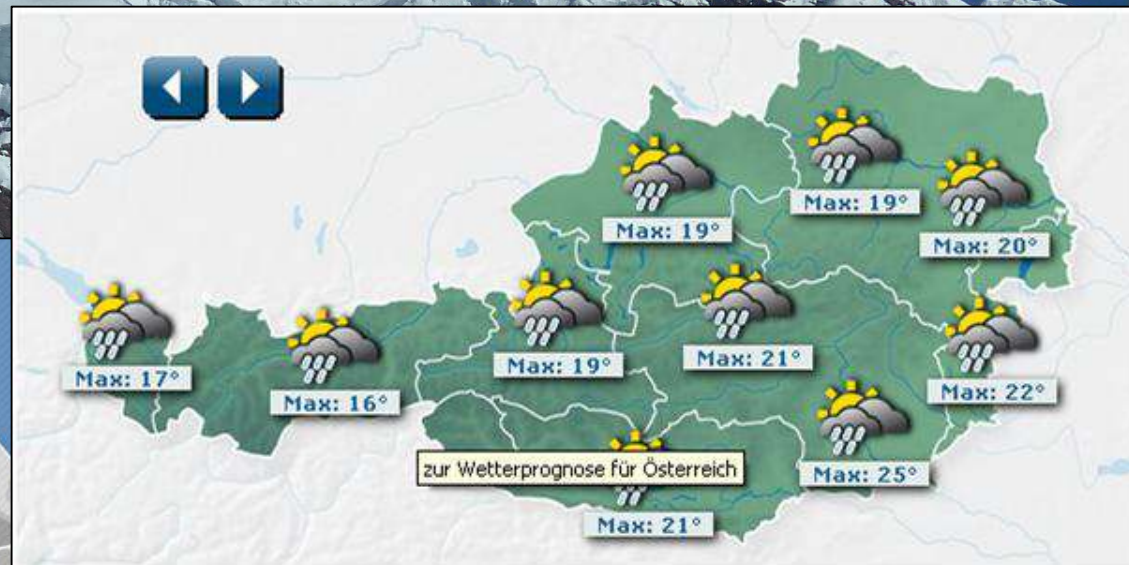 Max: 19°
Max: 19°
Max: 20°
Max: 17°
Max: 16°
Max: 19°
Max: 21°
Max: 22°
zur Wetterprognose für Österreich
Max: 25°
Max: 21°